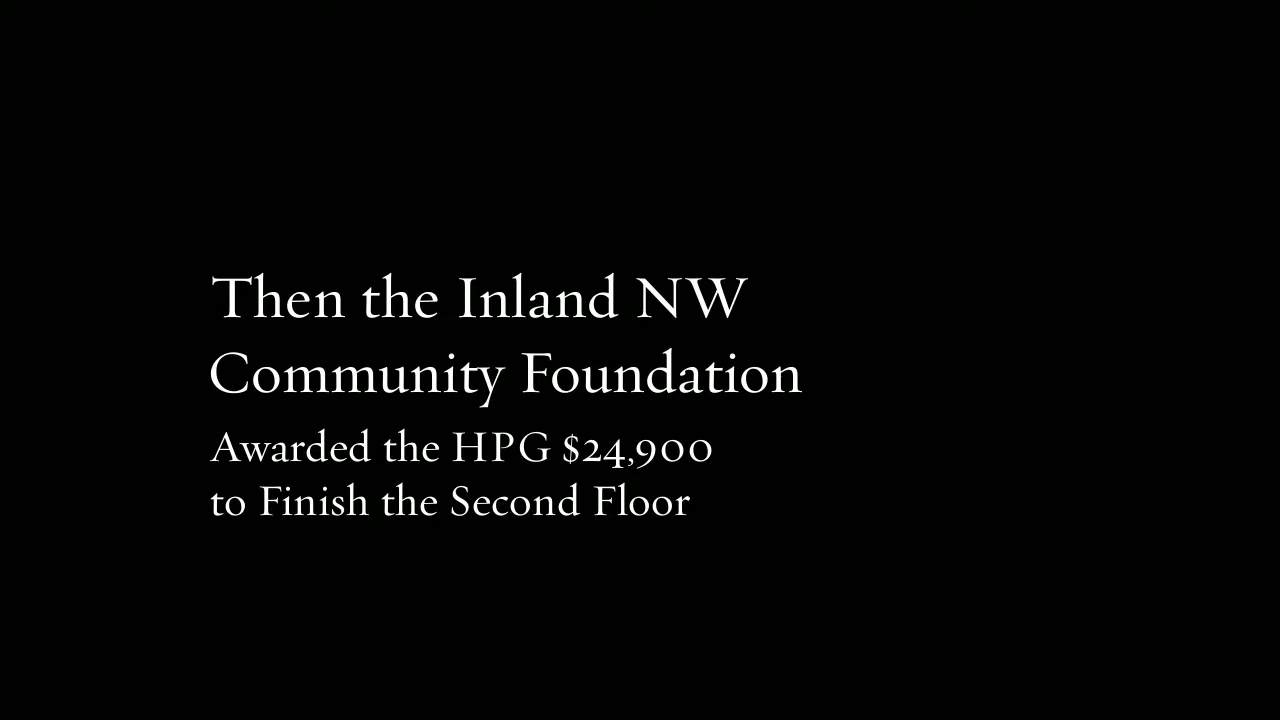 Then the Inland NW
Community Foundation
Awarded the HPG $24,900
to Finish the Second Floor